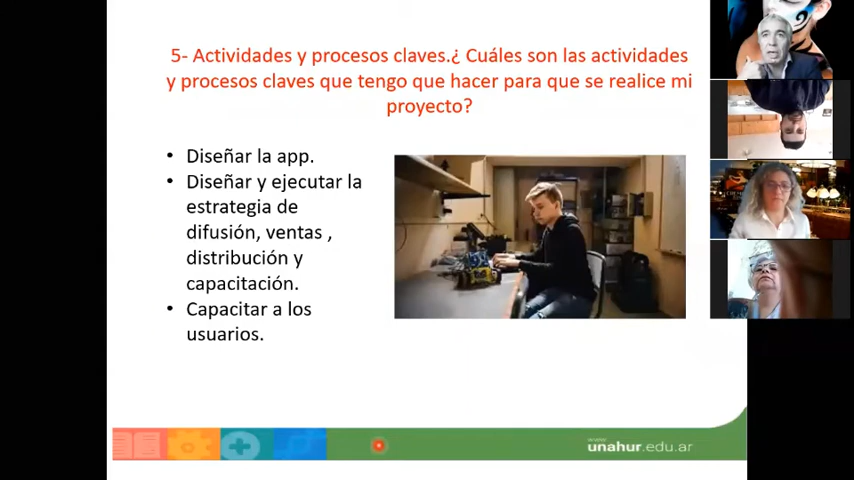 5- Actividades y procesos claves.¿ Cuáles son las actividades
y procesos claves que tengo que hacer para que se realice mi
proyecto?
• Diseñar la app.
• Diseñar y ejecutar la
estrategia de
difusión, ventas ,
distribución y
capacitación.
• Capacitar a los
usuarios.
unahur.edu.ar